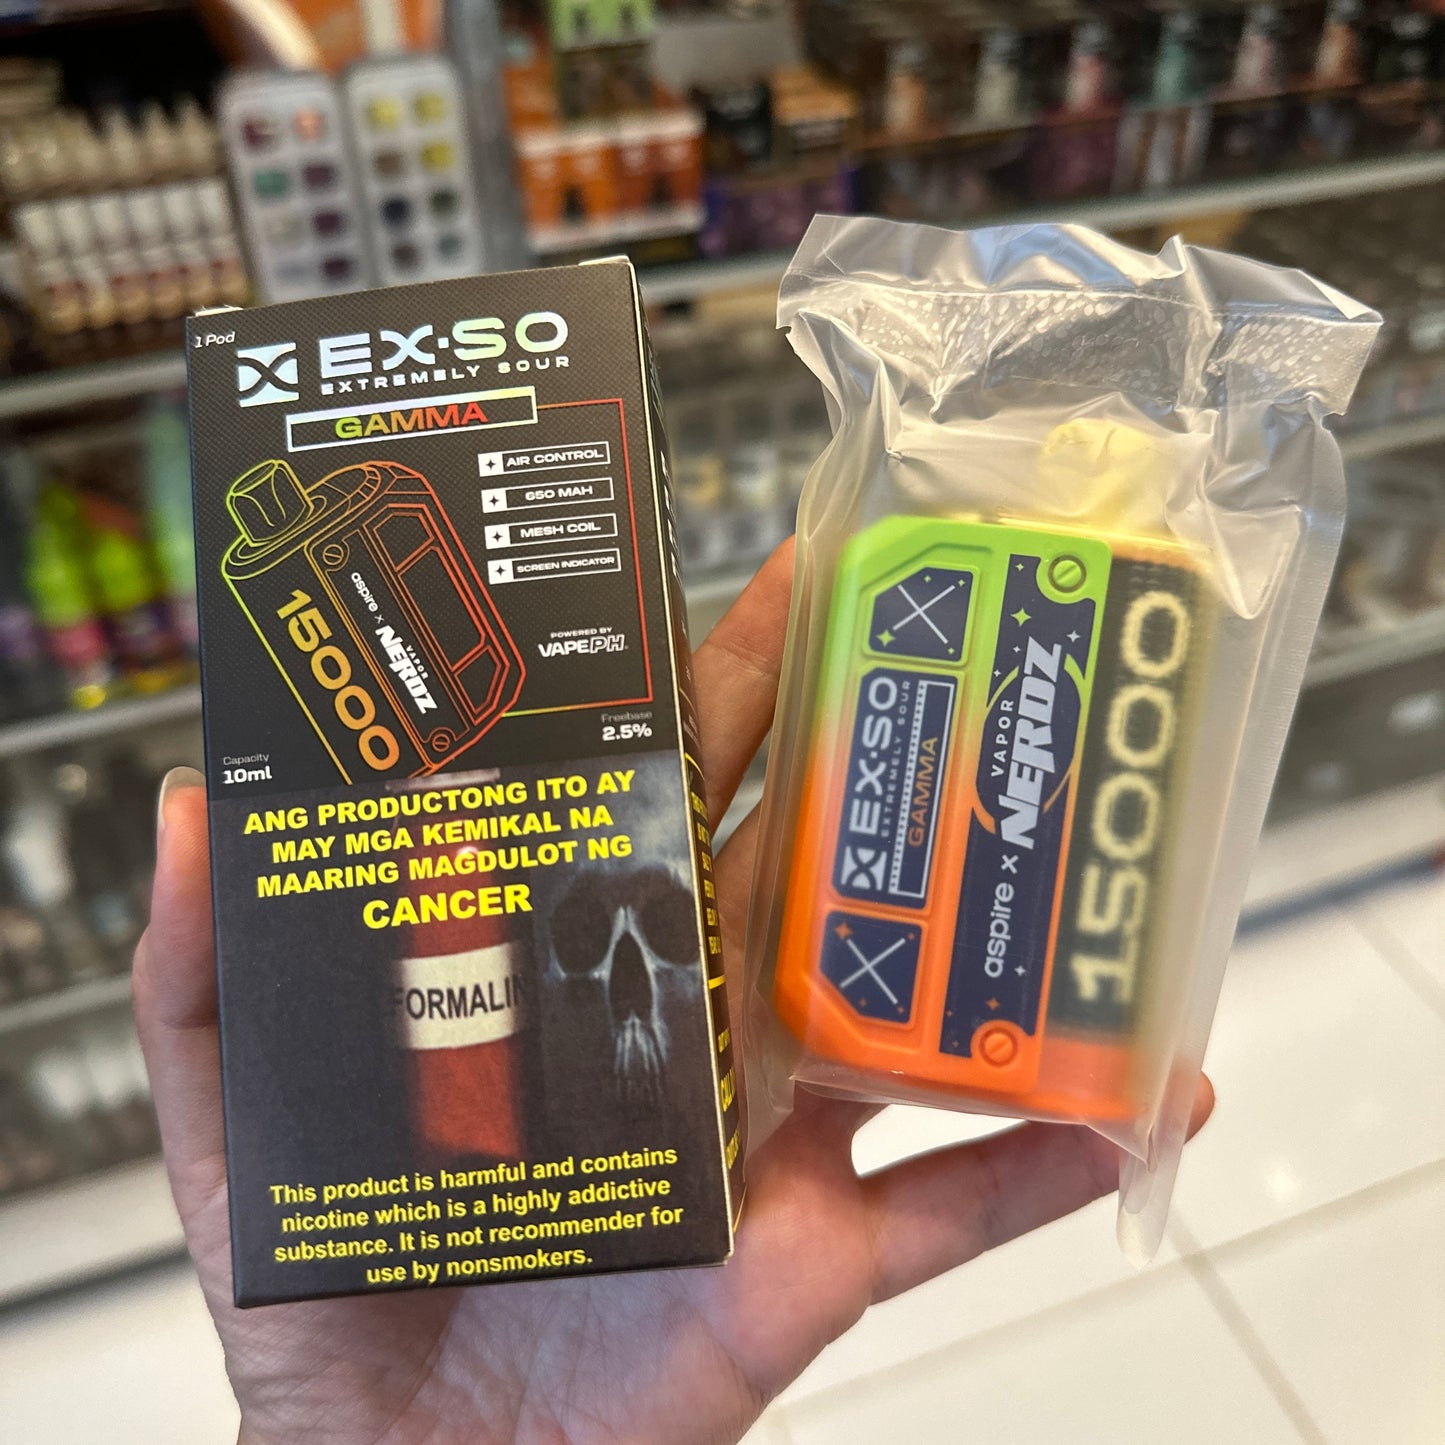 1 Pod
EX·SO
EXTREMELY SOUR
GAMMA
AIR CONTROL
650 MAH
MESH COIL
SCREEN INDICATOR
15000
aspire x
VAPOR
NERDZ
POWERED BY
VAPEPH
Capacity
10ml
Freebase
2.5%
ANG PRODUCTONG ITO AY
MAY MGA KEMIKAL NA
MAARING MAGDULOT NG
CANCER
FORMALIN
This product is harmful and contains
nicotine which is a highly addictive
substance. It is not recommender for
use by nonsmokers.
EX·SO
EXTREMELY SOUR
GAMMA
aspire x
VAPOR
NERDZ
15000